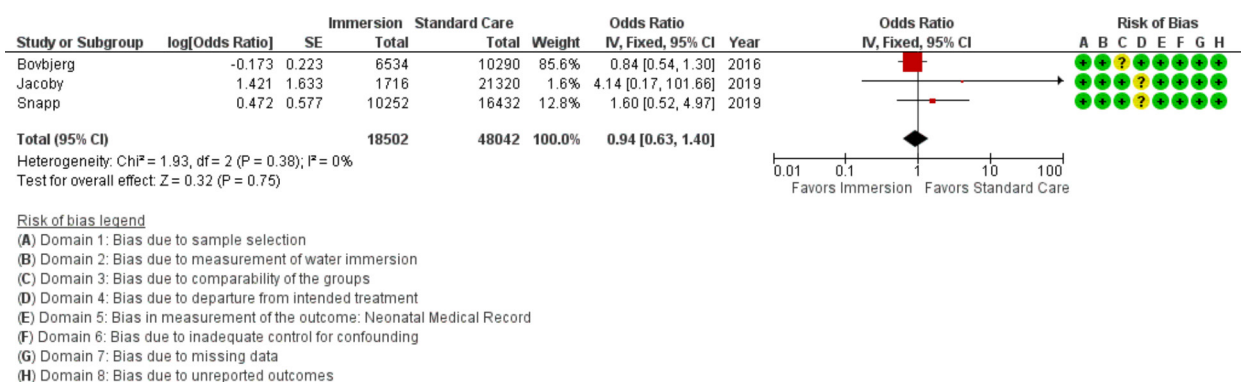 Immersion Standard Care Odds Ratio Odds Ratio Risk of Bias
Study or Subgroup log[Odds Ratio] SE Total Total Weight IV, Fixed, 95% CI Year IV, Fixed, 95% CI A B C D E F G H
Bovbjerg -0.173 0.223 6534 10290 85.6% 0.84 [0.54, 1.30] 2016 + + ? + + + + +
Jacoby 1.421 1.633 1716 21320 1.6% 4.14 [0.17, 101.66] 2019 + + + ? + + + +
Snapp 0.472 0.577 10252 16432 12.8% 1.60 [0.52, 4.97] 2019 + + + ? + + + +
Total (95% CI) 18502 48042 100.0% 0.94 [0.63, 1.40]
Heterogeneity: Chi² = 1.93, df = 2 (P = 0.38); I² = 0%
Test for overall effect: Z = 0.32 (P = 0.75)
0.01 0.1 1 10 100
Favors Immersion Favors Standard Care
Risk of bias legend
(A) Domain 1: Bias due to sample selection
(B) Domain 2: Bias due to measurement of water immersion
(C) Domain 3: Bias due to comparability of the groups
(D) Domain 4: Bias due to departure from intended treatment
(E) Domain 5: Bias in measurement of the outcome: Neonatal Medical Record
(F) Domain 6: Bias due to inadequate control for confounding
(G) Domain 7: Bias due to missing data
(H) Domain 8: Bias due to unreported outcomes